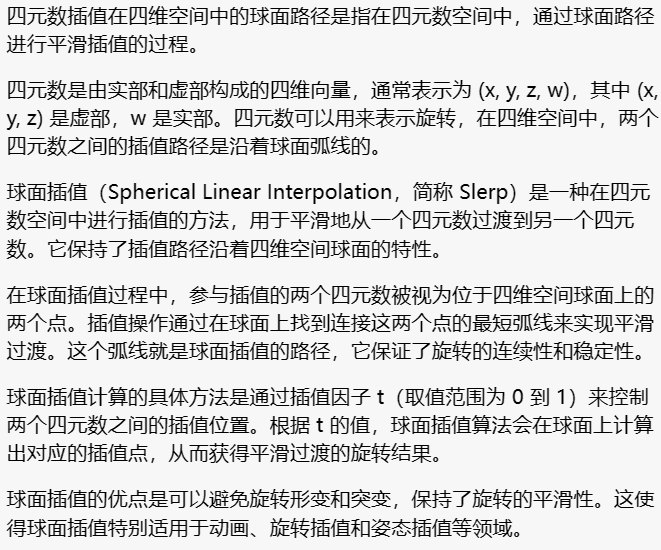 四元数插值在四维空间中的球面路径是指在四元数空间中，通过球面路径
进行平滑插值的过程。
四元数是由实部和虚部构成的四维向量，通常表示为 (x, y, z, w)，其中 (x,
y, z) 是虚部，w 是实部。四元数可以用来表示旋转，在四维空间中，两个
四元数之间的插值路径是沿着球面弧线的。
球面插值（Spherical Linear Interpolation，简称 Slerp）是一种在四元
数空间中进行插值的方法，用于平滑地从一个四元数过渡到另一个四元
数。它保持了插值路径沿着四维空间球面的特性。
在球面插值过程中，参与插值的两个四元数被视为位于四维空间球面上的
两个点。插值操作通过在球面上找到连接这两个点的最短弧线来实现平滑
过渡。这个弧线就是球面插值的路径，它保证了旋转的连续性和稳定性。
球面插值计算的具体方法是通过插值因子 t（取值范围为 0 到 1）来控制
两个四元数之间的插值位置。根据 t 的值，球面插值算法会在球面上计算
出对应的插值点，从而获得平滑过渡的旋转结果。
球面插值的优点是可以避免旋转形变和突变，保持了旋转的平滑性。这使
得球面插值特别适用于动画、旋转插值和姿态插值等领域。